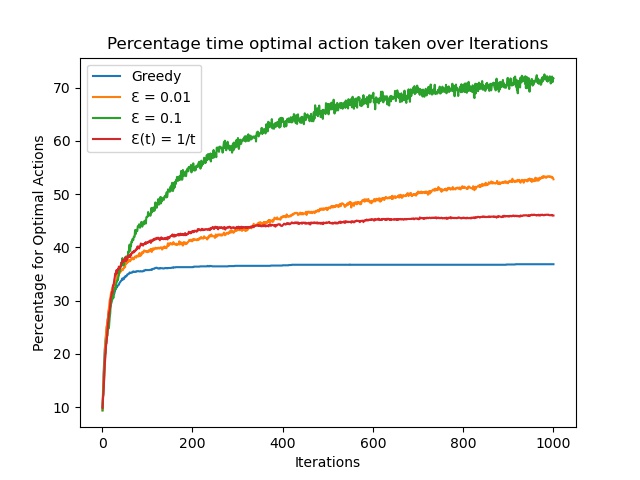 Percentage time optimal action taken over Iterations
Greedy
Ɛ = 0.01
Ɛ = 0.1
Ɛ(t) = 1/t
Percentage for Optimal Actions
70
60
50
40
30
20
10
0
200
400
600
800
1000
Iterations